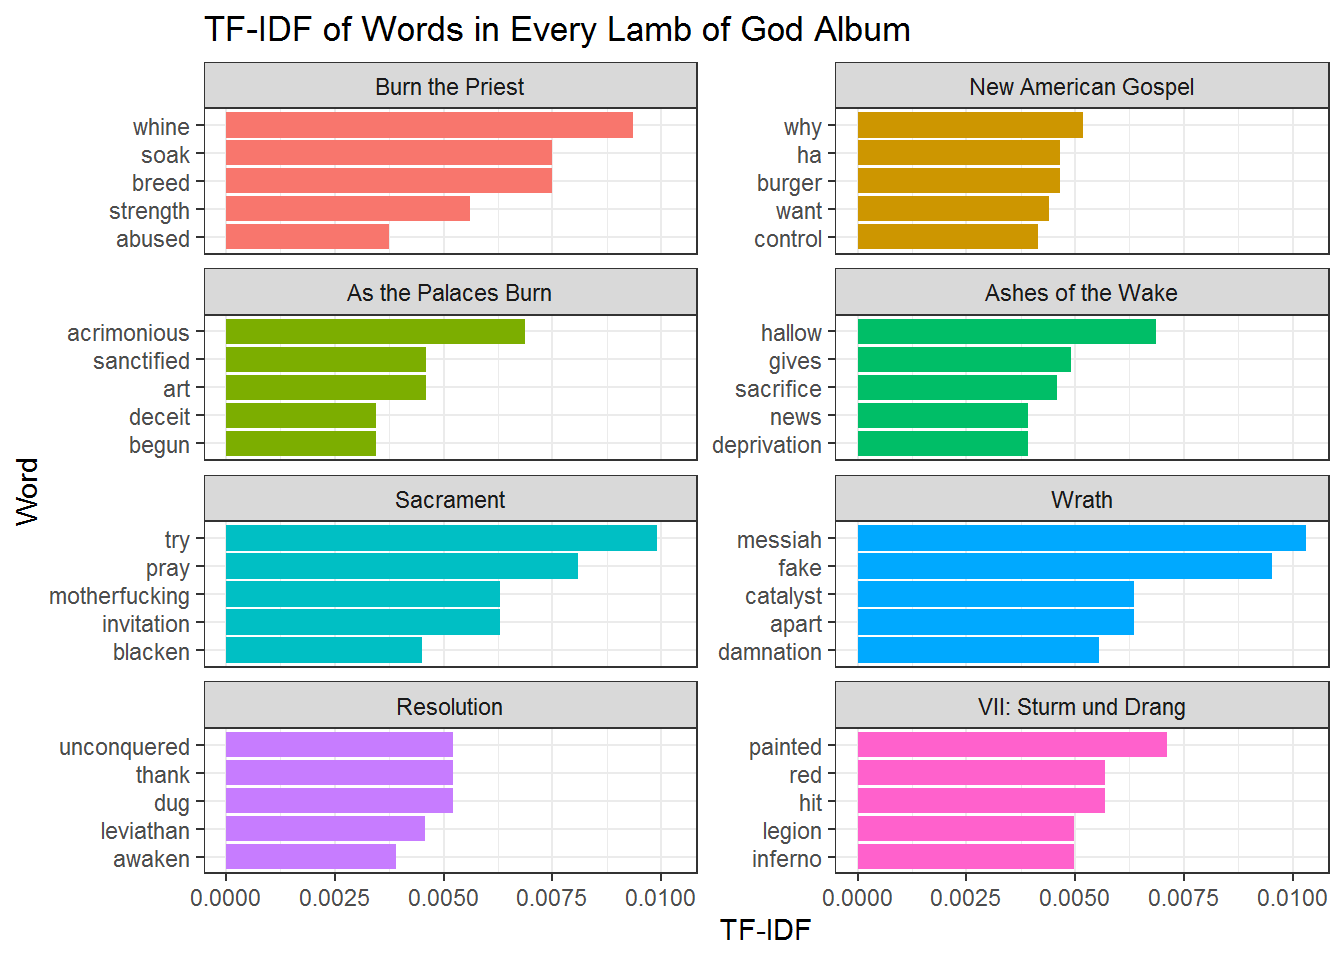 TF-IDF of Words in Every Lamb of God Album
Burn the Priest
whine
soak
breed
strength
abused
New American Gospel
why
ha
burger
want
control
As the Palaces Burn
acrimonious
sanctified
art
deceit
begun
Ashes of the Wake
hallow
gives
sacrifice
news
deprivation
Sacrament
try
pray
motherfucking
invitation
blacken
Wrath
messiah
fake
catalyst
apart
damnation
Resolution
unconquered
thank
dug
leviathan
awaken
VII: Sturm und Drang
painted
red
hit
legion
inferno
0.0000 0.0025 0.0050 0.0075 0.0100
0.0000 0.0025 0.0050 0.0075 0.0100
TF-IDF
Word